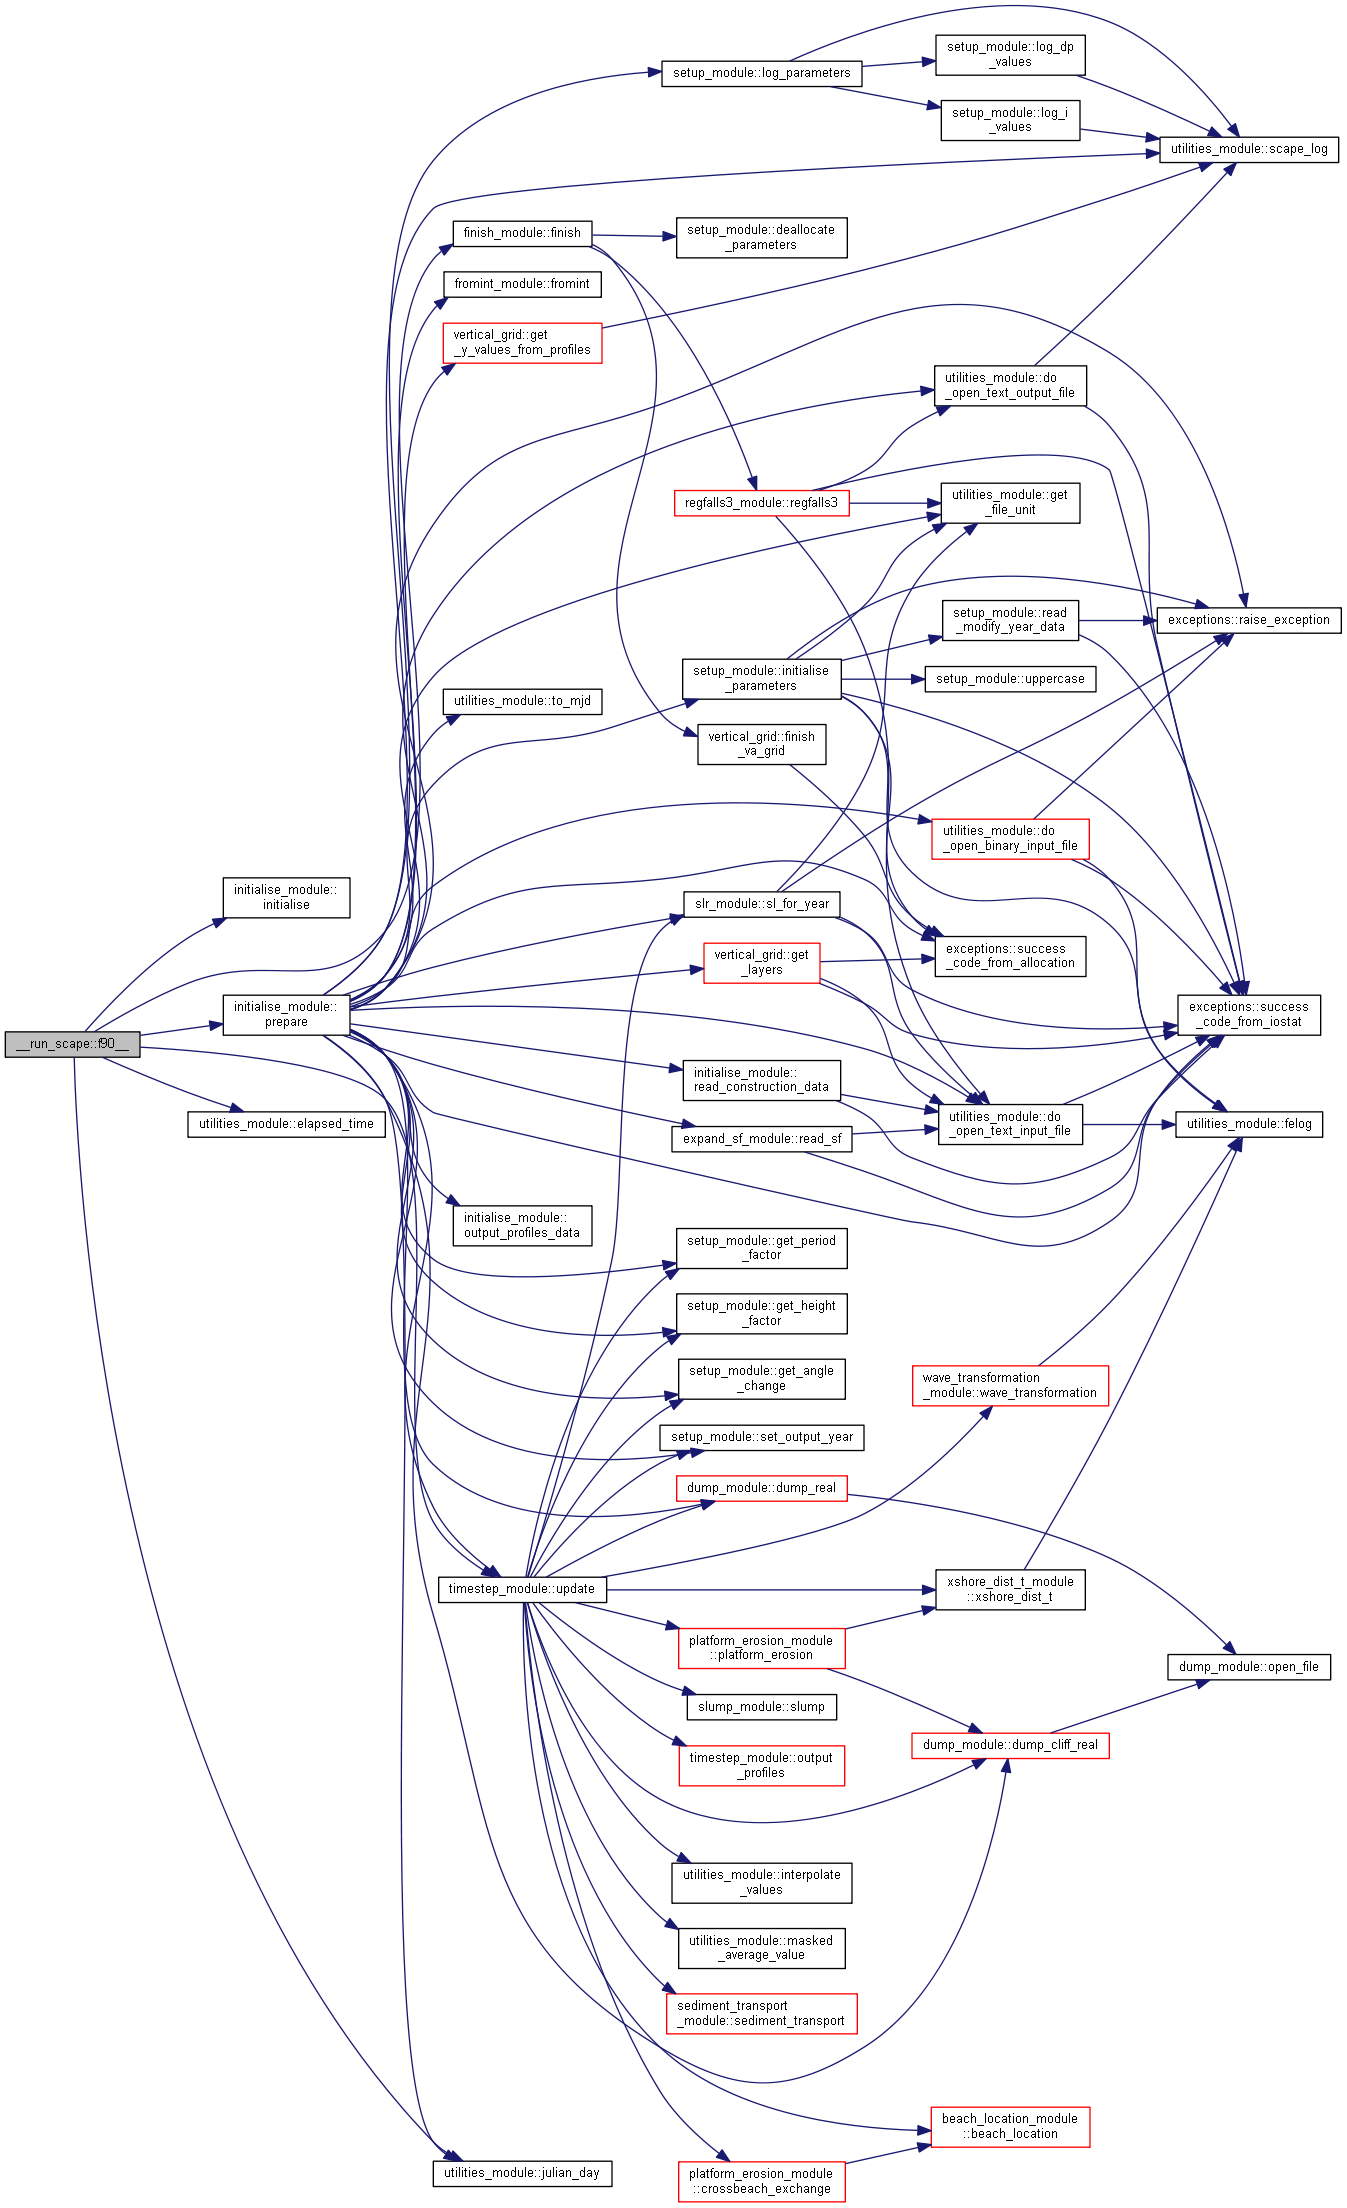 setup_module::log_dp
_values
setup_module::log_parameters
setup_module::log_i
_values
utilities_module::scape_log
finish_module::finish
setup_module::deallocate
_parameters
fromint_module::fromint
vertical_grid::get
_y_values_from_profiles
utilities_module::do
_open_text_output_file
regfalls3_module::regfalls3
utilities_module::get
_file_unit
setup_module::read
_modify_year_data
exceptions::raise_exception
setup_module::initialise
_parameters
setup_module::uppercase
utilities_module::to_mjd
vertical_grid::finish
_va_grid
utilities_module::do
_open_binary_input_file
initialise_module::
initialise
slr_module::sl_for_year
vertical_grid::get
_layers
exceptions::success
_code_from_allocation
initialise_module::
prepare
exceptions::success
_code_from_iostat
__run_scape::f90__
initialise_module::
read_construction_data
utilities_module::elapsed_time
expand_sf_module::read_sf
utilities_module::do
_open_text_input_file
utilities_module::felog
initialise_module::
output_profiles_data
setup_module::get_period
_factor
setup_module::get_height
_factor
setup_module::get_angle
_change
wave_transformation
_module::wave_transformation
setup_module::set_output_year
dump_module::dump_real
timestep_module::update
xshore_dist_t_module
::xshore_dist_t
platform_erosion_module
::platform_erosion
dump_module::open_file
slump_module::slump
timestep_module::output
_profiles
dump_module::dump_cliff_real
utilities_module::interpolate
_values
utilities_module::masked
_average_value
sediment_transport
_module::sediment_transport
beach_location_module
::beach_location
utilities_module::julian_day
platform_erosion_module
::crossbeach_exchange